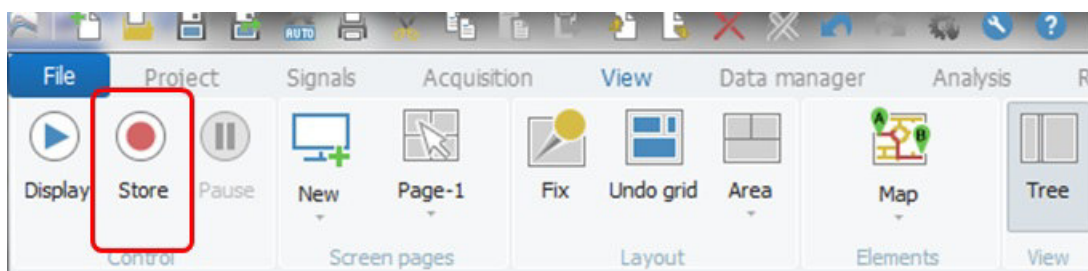 AUTO
File Project Signals Acquisition View Data manager Analysis R
A B
Display Store Pause New Page-1 Fix Undo grid Area Map Tree
Control Screen pages Layout Elements View